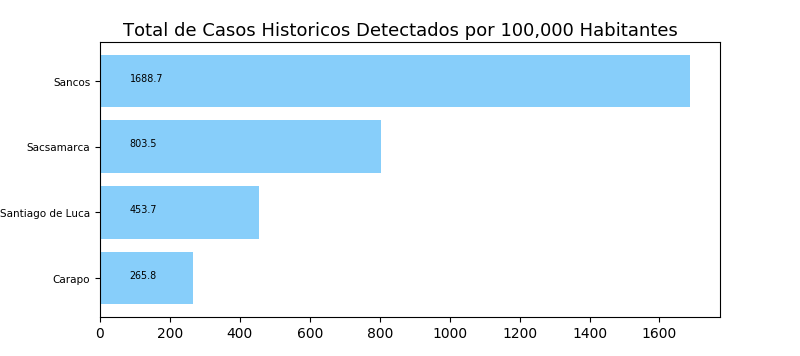 Total de Casos Historicos Detectados por 100,000 Habitantes
Sancos
1688.7
Sacsamarca
803.5
Santiago de Luca
453.7
Carapo
265.8
0 200 400 600 800 1000 1200 1400 1600